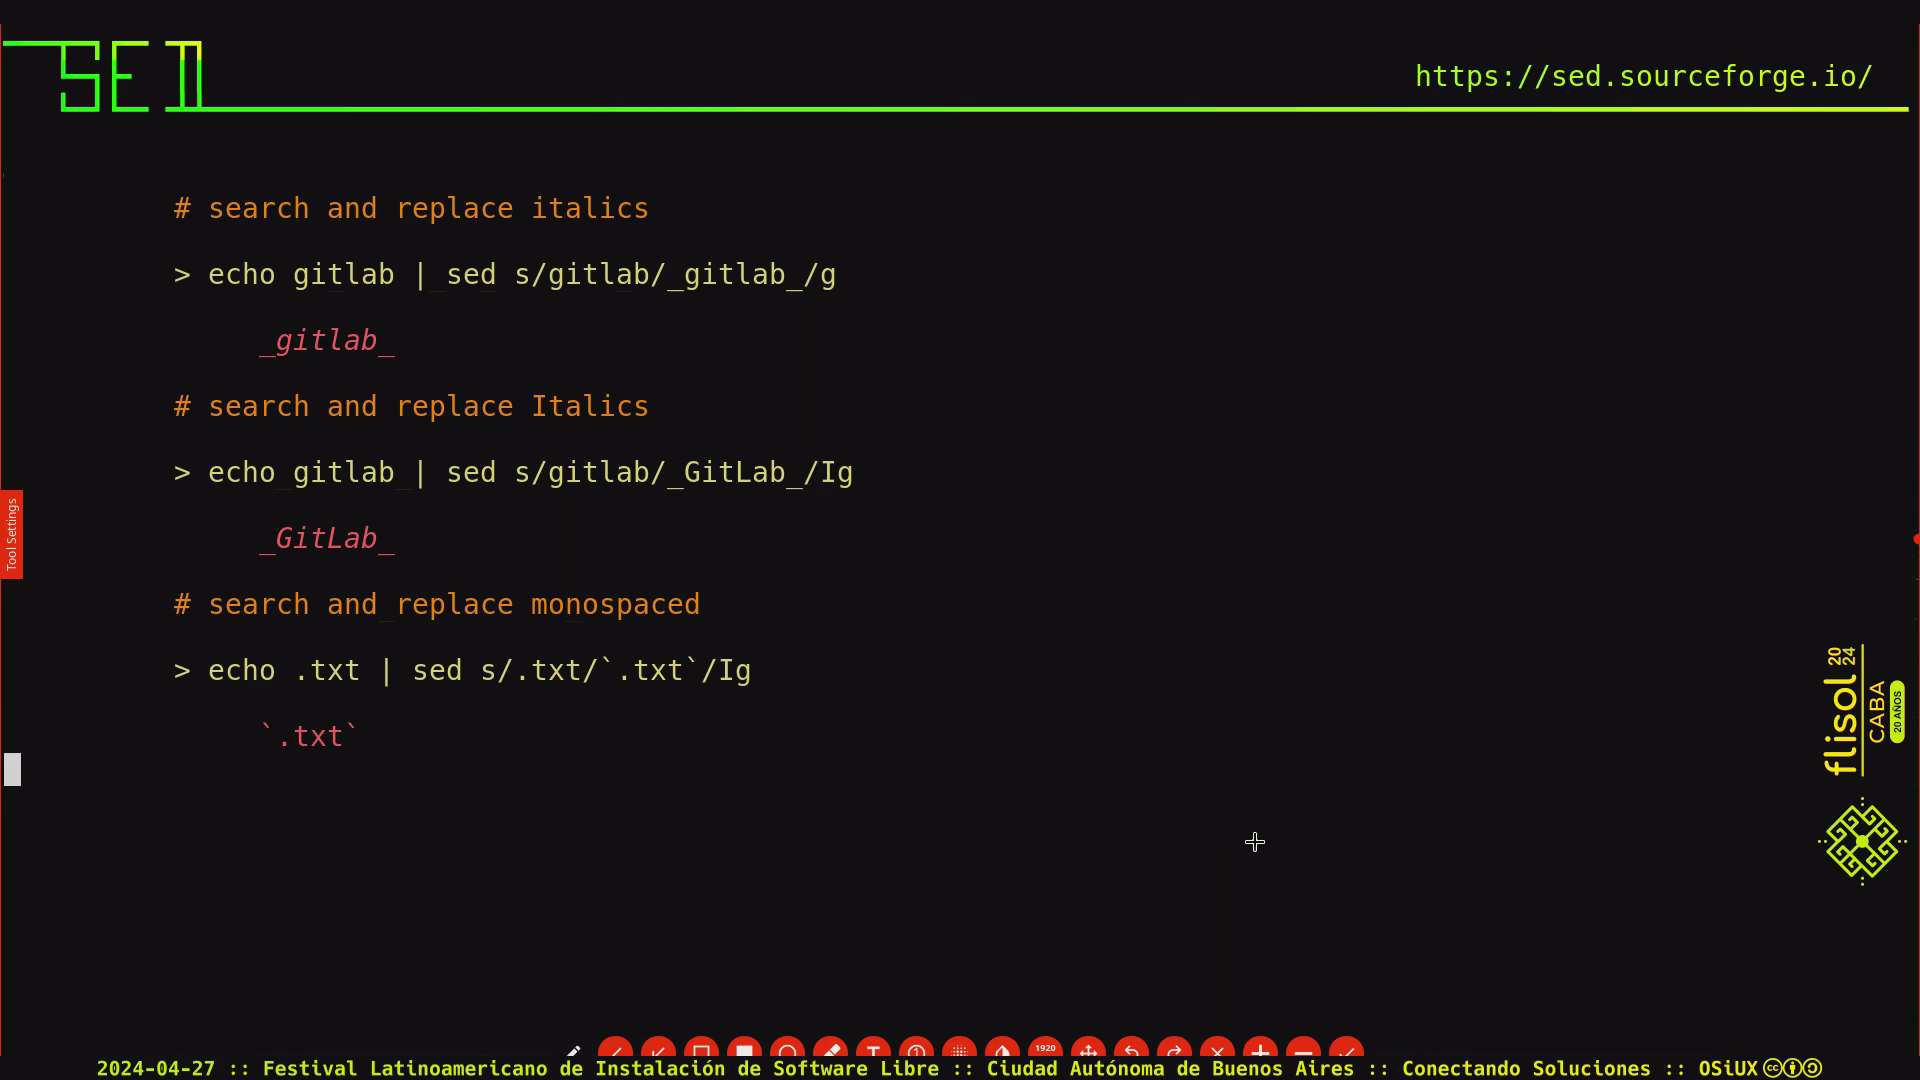 SED
https://sed.sourceforge.io/
# search and replace italics
> echo gitlab | sed s/gitlab/_gitlab_/g
_gitlab_
# search and replace Italics
> echo gitlab | sed s/gitlab/_GitLab_/Ig
_GitLab_
# search and replace monospaced
> echo .txt | sed s/.txt/`.txt`/Ig
`.txt`
Tool Settings
flisol 2024
CABA
20 AÑOS
1920
2024-04-27 :: Festival Latinoamericano de Instalación de Software Libre :: Ciudad Autónoma de Buenos Aires :: Conectando Soluciones :: OSiUX